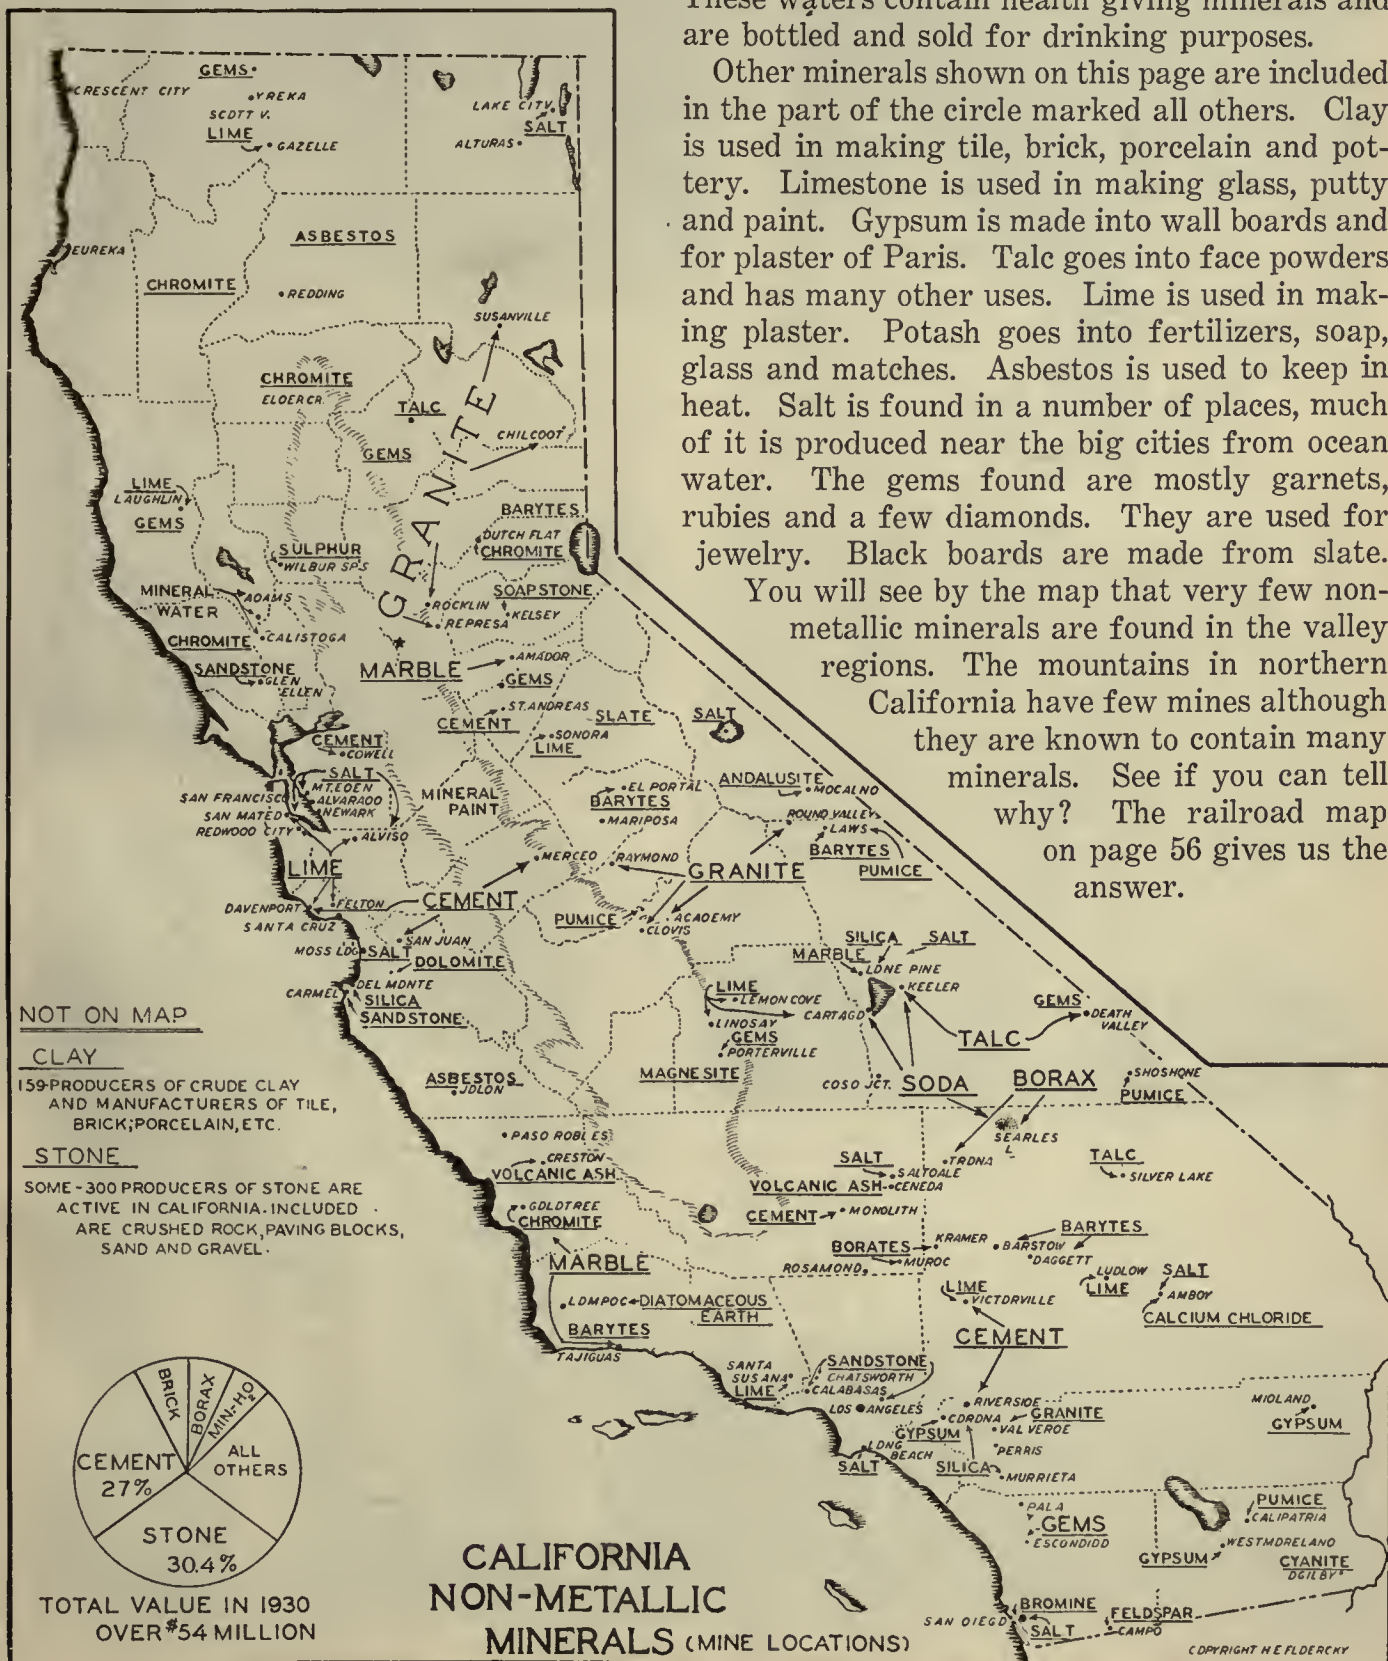 These waters contain health giving minerals and
are bottled and sold for drinking purposes.
Other minerals shown on this page are included
in the part of the circle marked all others. Clay
is used in making tile, brick, porcelain and pot-
tery. Limestone is used in making glass, putty
and paint. Gypsum is made into wall boards and
for plaster of Paris. Talc goes into face powders
and has many other uses. Lime is used in mak-
ing plaster. Potash goes into fertilizers, soap,
glass and matches. Asbestos is used to keep in
heat. Salt is found in a number of places, much
of it is produced near the big cities from ocean
water. The gems found are mostly garnets,
rubies and a few diamonds. They are used for
jewelry. Black boards are made from slate.
You will see by the map that very few non-
metallic minerals are found in the valley
regions. The mountains in northern
California have few mines although
they are known to contain many
minerals. See if you can tell
why? The railroad map
on page 56 gives us the
answer.
GEMS
CRESCENT CITY
YREKA
SCOTT V.
LIME
GAZELLE
LAKE CITY
SALT
ALTURAS
EUREKA
ASBESTOS
CHROMITE
REDDING
SUSANVILLE
CHROMITE
ELDER CR.
TALC
GRANITE
CHILCOOT
GEMS
LIME
LAUGHLIN
GEMS
BARYTES
DUTCH FLAT
CHROMITE
SULPHUR
WILBUR SPS
MINERAL
WATER
ADAMS
SOAPSTONE
KELSEY
ROCKLIN
REPRESA
CHROMITE
CALISTOGA
SANDSTONE
GLEN
ELLEN
MARBLE
AMADOR
GEMS
CEMENT
ST. ANDREAS
SLATE
SALT
SONORA
LIME
CEMENT
COWELL
SALT
MT. EDEN
ALVARADO
NEWARK
SAN FRANCISCO
SAN MATEO
REDWOOD CITY
ALVISO
MINERAL
PAINT
EL PORTAL
BARYTES
MARIPOSA
ANDALUSITE
MOCALNO
ROUND VALLEY
LAWS
BARYTES
PUMICE
LIME
MERCED
RAYMOND
GRANITE
DAVENPORT
FELTON
SANTA CRUZ
CEMENT
PUMICE
ACADEMY
CLOVIS
MOSS LDG
SALT
SAN JUAN
DOLOMITE
DEL MONTE
CARMEL
SILICA
SANDSTONE
SILICA
SALT
MARBLE
LONE PINE
KEELER
LIME
LEMON COVE
CARTAGO
LINDSAY
GEMS
PORTERVILLE
GEMS
DEATH
VALLEY
TALC
MAGNESITE
ASBESTOS
JOLON
COSO JCT.
SODA
BORAX
SHOSHONE
PUMICE
SEARLES
L
PASO ROBLES
CRESTON
VOLCANIC ASH
SALT
SALTDALE
TRONA
VOLCANIC ASH
CENEDA
TALC
SILVER LAKE
GOLDTREE
CHROMITE
CEMENT
MONOLITH
MARBLE
BORATES
KRAMER
MUROC
ROSAMOND
BARYTES
BARSTOW
DAGGETT
LUDLOW
LIME
SALT
AMBOY
CALCIUM CHLORIDE
LOMPOC
DIATOMACEOUS
EARTH
BARYTES
TAJIGUAS
LIME
VICTORVILLE
CEMENT
SANTA
SUSANA
LIME
SANDSTONE
CHATSWORTH
CALABASAS
LOS ANGELES
RIVERSIDE
CORONA
GRANITE
VAL VERDE
GYPSUM
PERRIS
LONG
BEACH
SALT
SILICA
MURRIETA
MIDLAND
GYPSUM
PALA
GEMS
ESCONDIDO
PUMICE
CALIPATRIA
GYPSUM
WESTMORELAND
CYANITE
OGILBY
BROMINE
SAN DIEGO
SALT
FELDSPAR
CAMPO
NOT ON MAP
CLAY
159-PRODUCERS OF CRUDE CLAY
AND MANUFACTURERS OF TILE,
BRICK; PORCELAIN, ETC.
STONE
SOME-300 PRODUCERS OF STONE ARE
ACTIVE IN CALIFORNIA. INCLUDED
ARE CRUSHED ROCK, PAVING BLOCKS,
SAND AND GRAVEL.
BRICK
BORAX
MIN.-H₂O
ALL
OTHERS
CEMENT
27%
STONE
30.4%
TOTAL VALUE IN 1930
OVER $54 MILLION
CALIFORNIA
NON-METALLIC
MINERALS (MINE LOCATIONS)
COPYRIGHT H E FLDERCKY